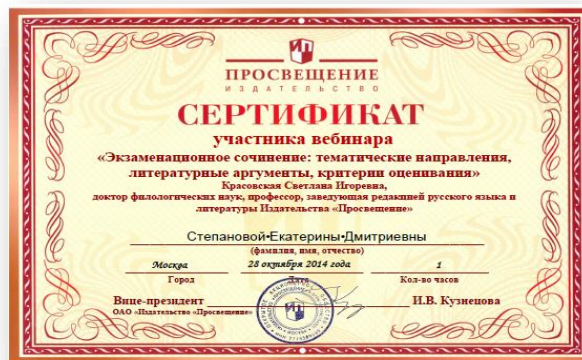 ПРОСВЕЩЕНИЕ
ИЗДАТЕЛЬСТВО
СЕРТИФИКАТ
участника вебинара
«Экзаменационное сочинение: тематические направления,
литературные аргументы, критерии оценивания»
Красовская Светлана Игоревна,
доктор филологических наук, профессор, заведующая редакцией русского языка и
литературы Издательства «Просвещение»
Степановой•Екатерины•Дмитриевны
(фамилия, имя, отчество)
Москва 28 октября 2014 года 1
Город Дата Кол-во часов
Вице-президент И.В. Кузнецова
ОАО «Издательство «Просвещение»